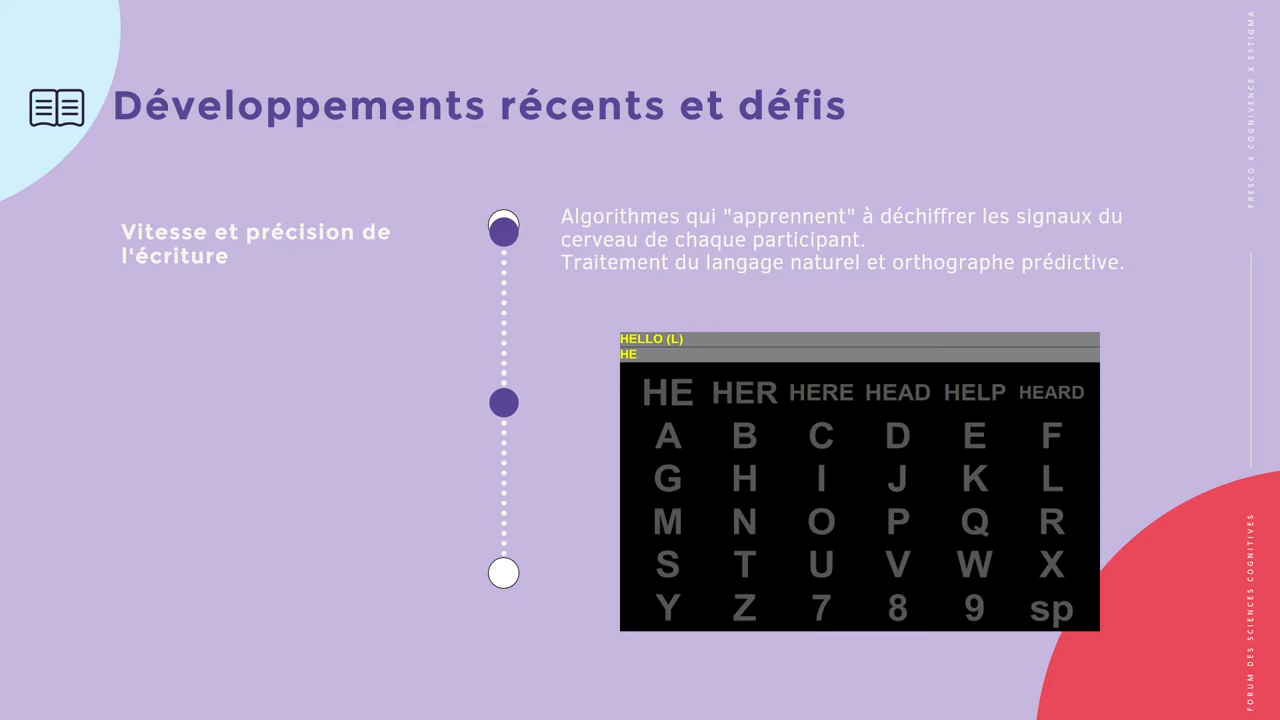 Développements récents et défis
Vitesse et précision de
l'écriture
Algorithmes qui "apprennent" à déchiffrer les signaux du
cerveau de chaque participant.
Traitement du langage naturel et orthographe prédictive.
HELLO (L)
HE
HE HER HERE HEAD HELP HEARD
A B C D E F
G H I J K L
M N O P Q R
S T U V W X
Y Z 7 8 9 sp
FRESCO X COGNIVENCE X ESTIGMA
FORUM DES SCIENCES COGNITIVES